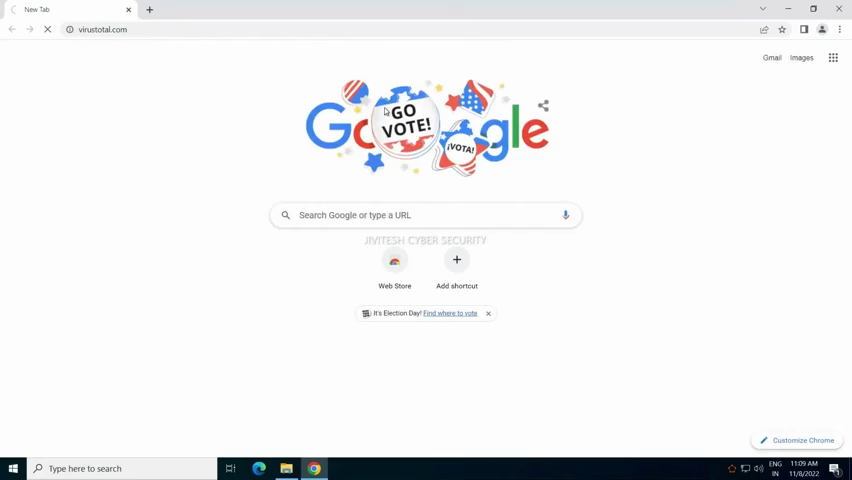 New Tab
virustotal.com
Gmail Images
Google
GO VOTE!
¡VOTA!
Search Google or type a URL
JIVITESH CYBER SECURITY
Web Store Add shortcut
It's Election Day! Find where to vote
Customize Chrome
Type here to search
ENG 11:09 AM
IN 11/8/2022